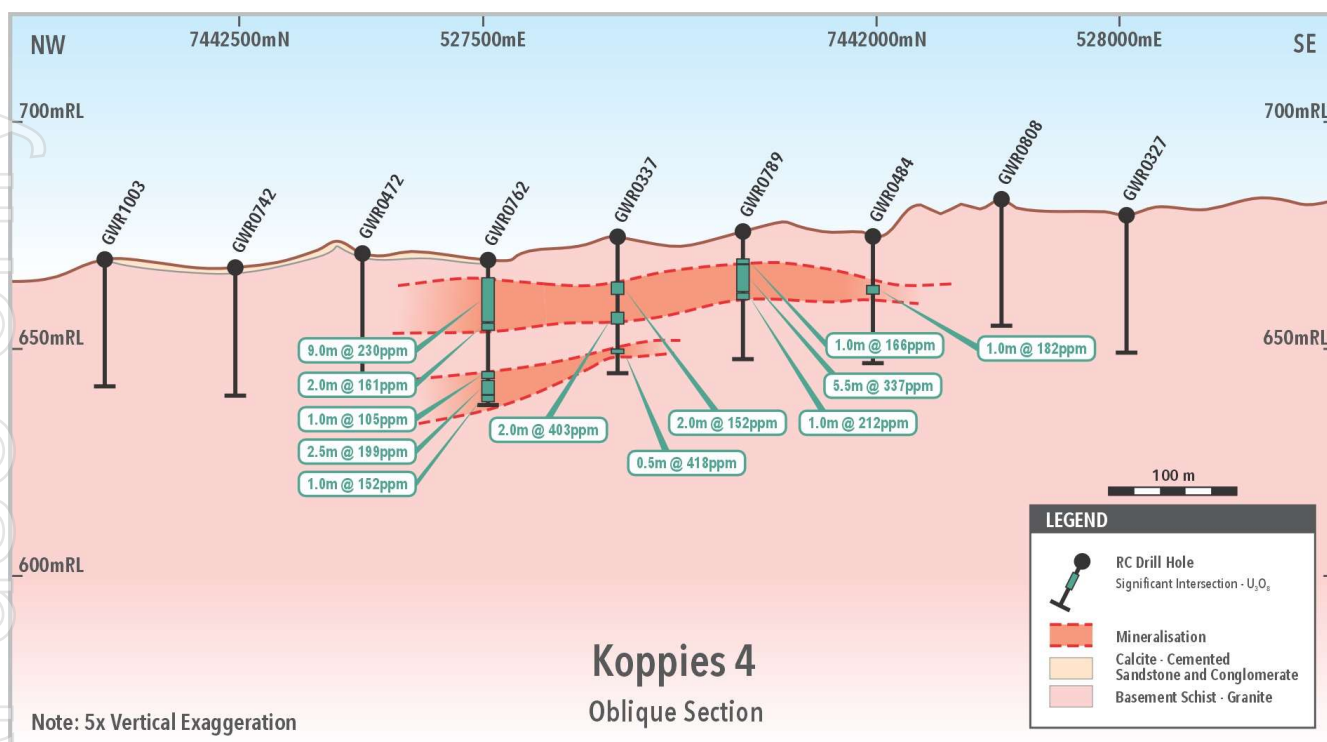 NW
7442500mN
527500mE
7442000mN
528000mE
SE
700mRL
700mRL
GWR1003
GWR0742
GWR0472
GWR0762
GWR0337
GWR0789
GWR0484
GWR0808
GWR0327
650mRL
650mRL
9.0m @ 230ppm
2.0m @ 161ppm
1.0m @ 105ppm
2.5m @ 199ppm
1.0m @ 152ppm
2.0m @ 403ppm
0.5m @ 418ppm
2.0m @ 152ppm
1.0m @ 166ppm
5.5m @ 337ppm
1.0m @ 212ppm
1.0m @ 182ppm
100 m
600mRL
LEGEND
RC Drill Hole
Significant Intersection - U₃O₈
Mineralisation
Calcite - Cemented
Sandstone and Conglomerate
Basement Schist - Granite
Koppies 4
Oblique Section
Note: 5x Vertical Exaggeration